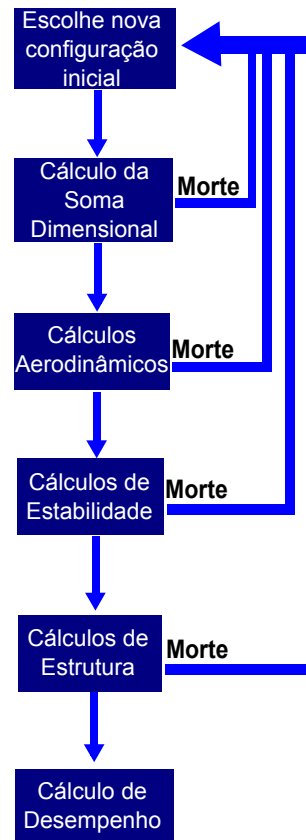 Escolhe nova
configuração
inicial
Cálculo da
Soma
Dimensional
Morte
Cálculos
Aerodinâmicos
Morte
Cálculos de
Estabilidade
Morte
Cálculos de
Estrutura
Morte
Cálculo de
Desempenho